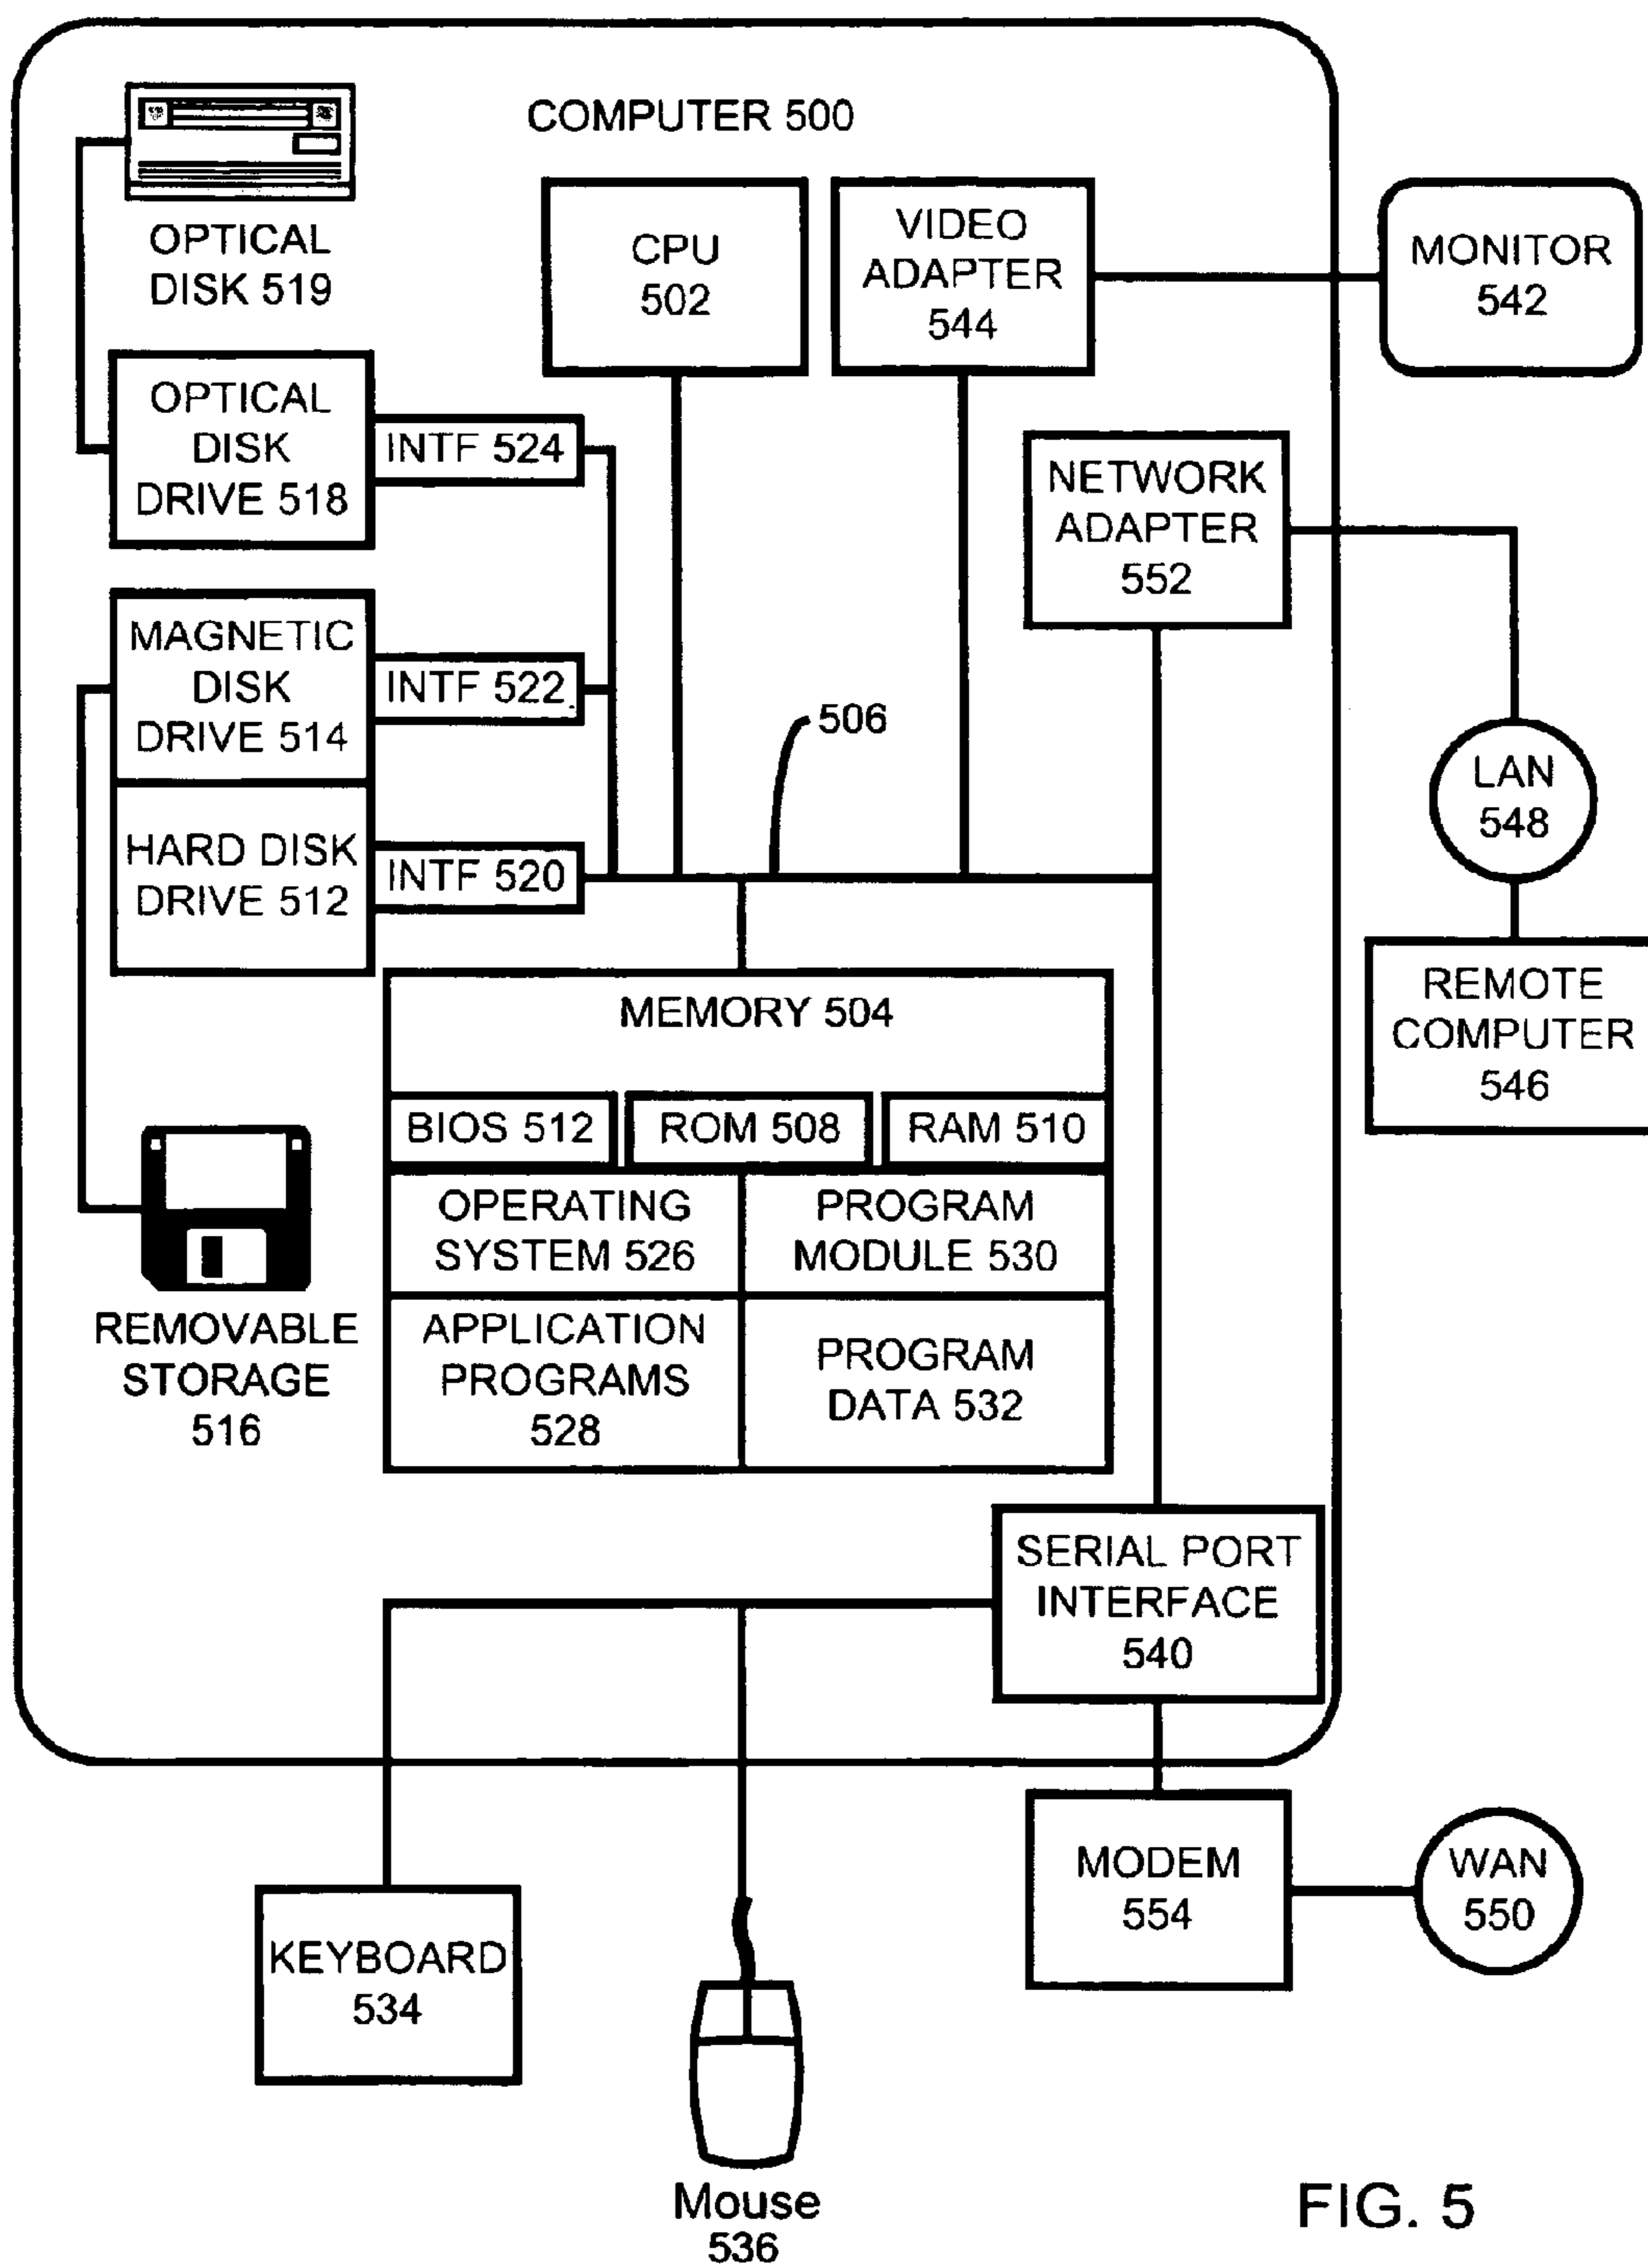 COMPUTER 500
OPTICAL
DISK 519
CPU
502
VIDEO
ADAPTER
544
MONITOR
542
OPTICAL
DISK
DRIVE 518
INTF 524
NETWORK
ADAPTER
552
MAGNETIC
DISK
DRIVE 514
INTF 522
506
LAN
548
HARD DISK
DRIVE 512
INTF 520
REMOTE
COMPUTER
546
MEMORY 504
BIOS 512
ROM 508
RAM 510
OPERATING
SYSTEM 526
PROGRAM
MODULE 530
APPLICATION
PROGRAMS
528
PROGRAM
DATA 532
REMOVABLE
STORAGE
516
SERIAL PORT
INTERFACE
540
MODEM
554
WAN
550
KEYBOARD
534
Mouse
536
FIG. 5